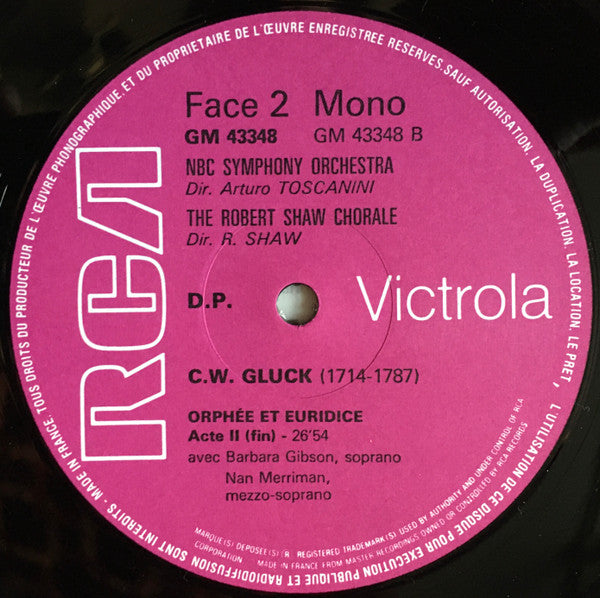 TOUS DROITS DU PRODUCTEUR DE L'ŒUVRE PHONOGRAPHIQUE, ET DU PROPRIETAIRE DE L'ŒUVRE ENREGISTREE RESERVES. SAUF AUTORISATION, LA DUPLICATION, LA LOCATION, LE PRET, L'UTILISATION DE CE DISQUE POUR EXECUTION PUBLIQUE ET RADIODIFFUSION SONT INTERDITS - MADE IN FRANCE.
Face 2 Mono
GM 43348 GM 43348 B
NBC SYMPHONY ORCHESTRA
Dir. Arturo TOSCANINI
THE ROBERT SHAW CHORALE
Dir. R. SHAW
RCA
D.P.
Victrola
C.W. GLUCK (1714-1787)
ORPHÉE ET EURIDICE
Acte II (fin) - 26'54
avec Barbara Gibson, soprano
Nan Merriman,
mezzo-soprano
MARQUE(S) DEPOSEE(S) REGISTERED TRADEMARK(S) USED BY AUTHORITY AND UNDER CONTROL OF RCA
CORPORATION MADE IN FRANCE FROM MASTER RECORDINGS OWNED OR CONTROLLED BY RCA RECORDS